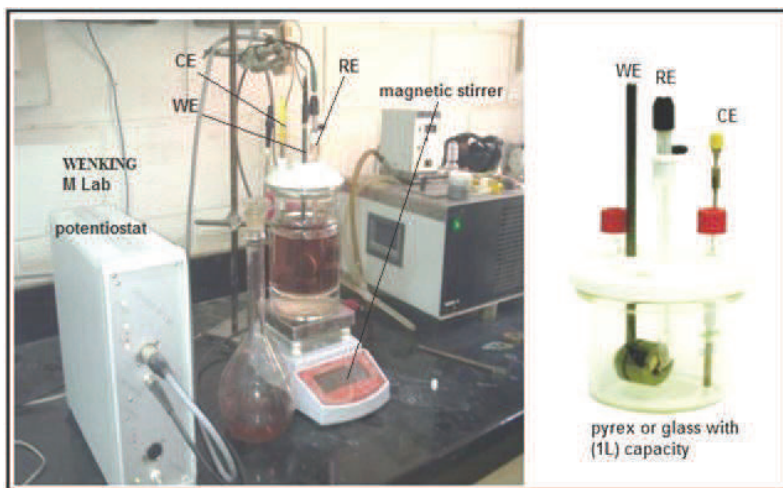 CE
RE
WE
magnetic stirrer
WENKING
M Lab
potentiostat
WE
RE
CE
pyrex or glass with
(1L) capacity